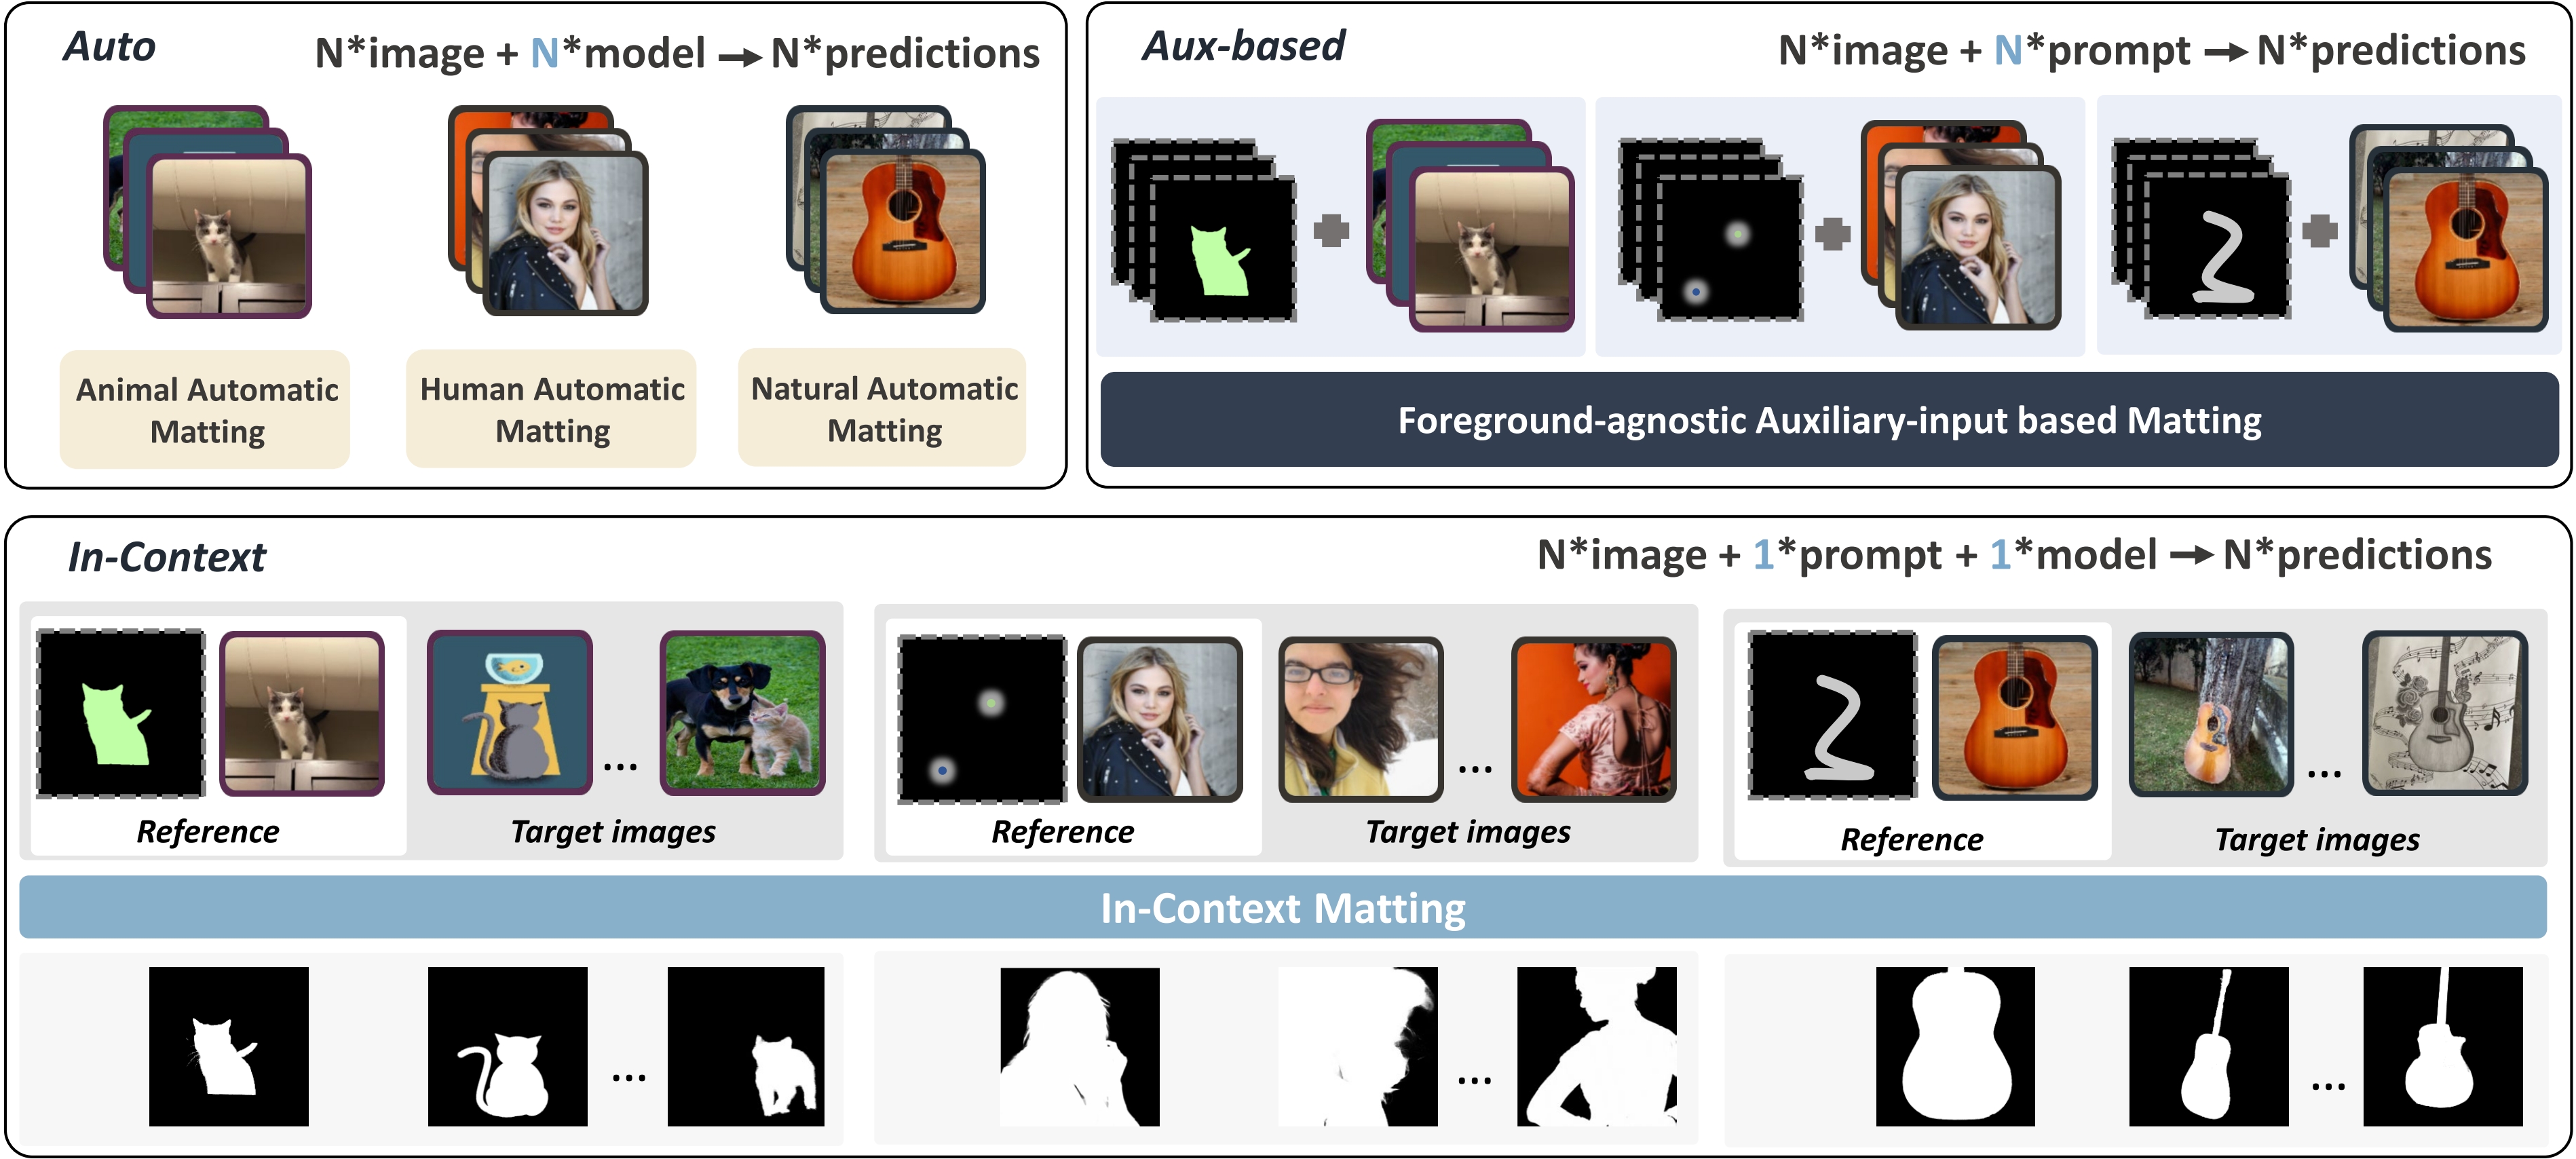 Auto
N*image + N*model → N*predictions
Animal Automatic
Matting
Human Automatic
Matting
Natural Automatic
Matting
Aux-based
N*image + N*prompt → N*predictions
Foreground-agnostic Auxiliary-input based Matting
In-Context
N*image + 1*prompt + 1*model → N*predictions
...
Reference
Target images
...
Reference
Target images
...
Reference
Target images
In-Context Matting
...
...
...